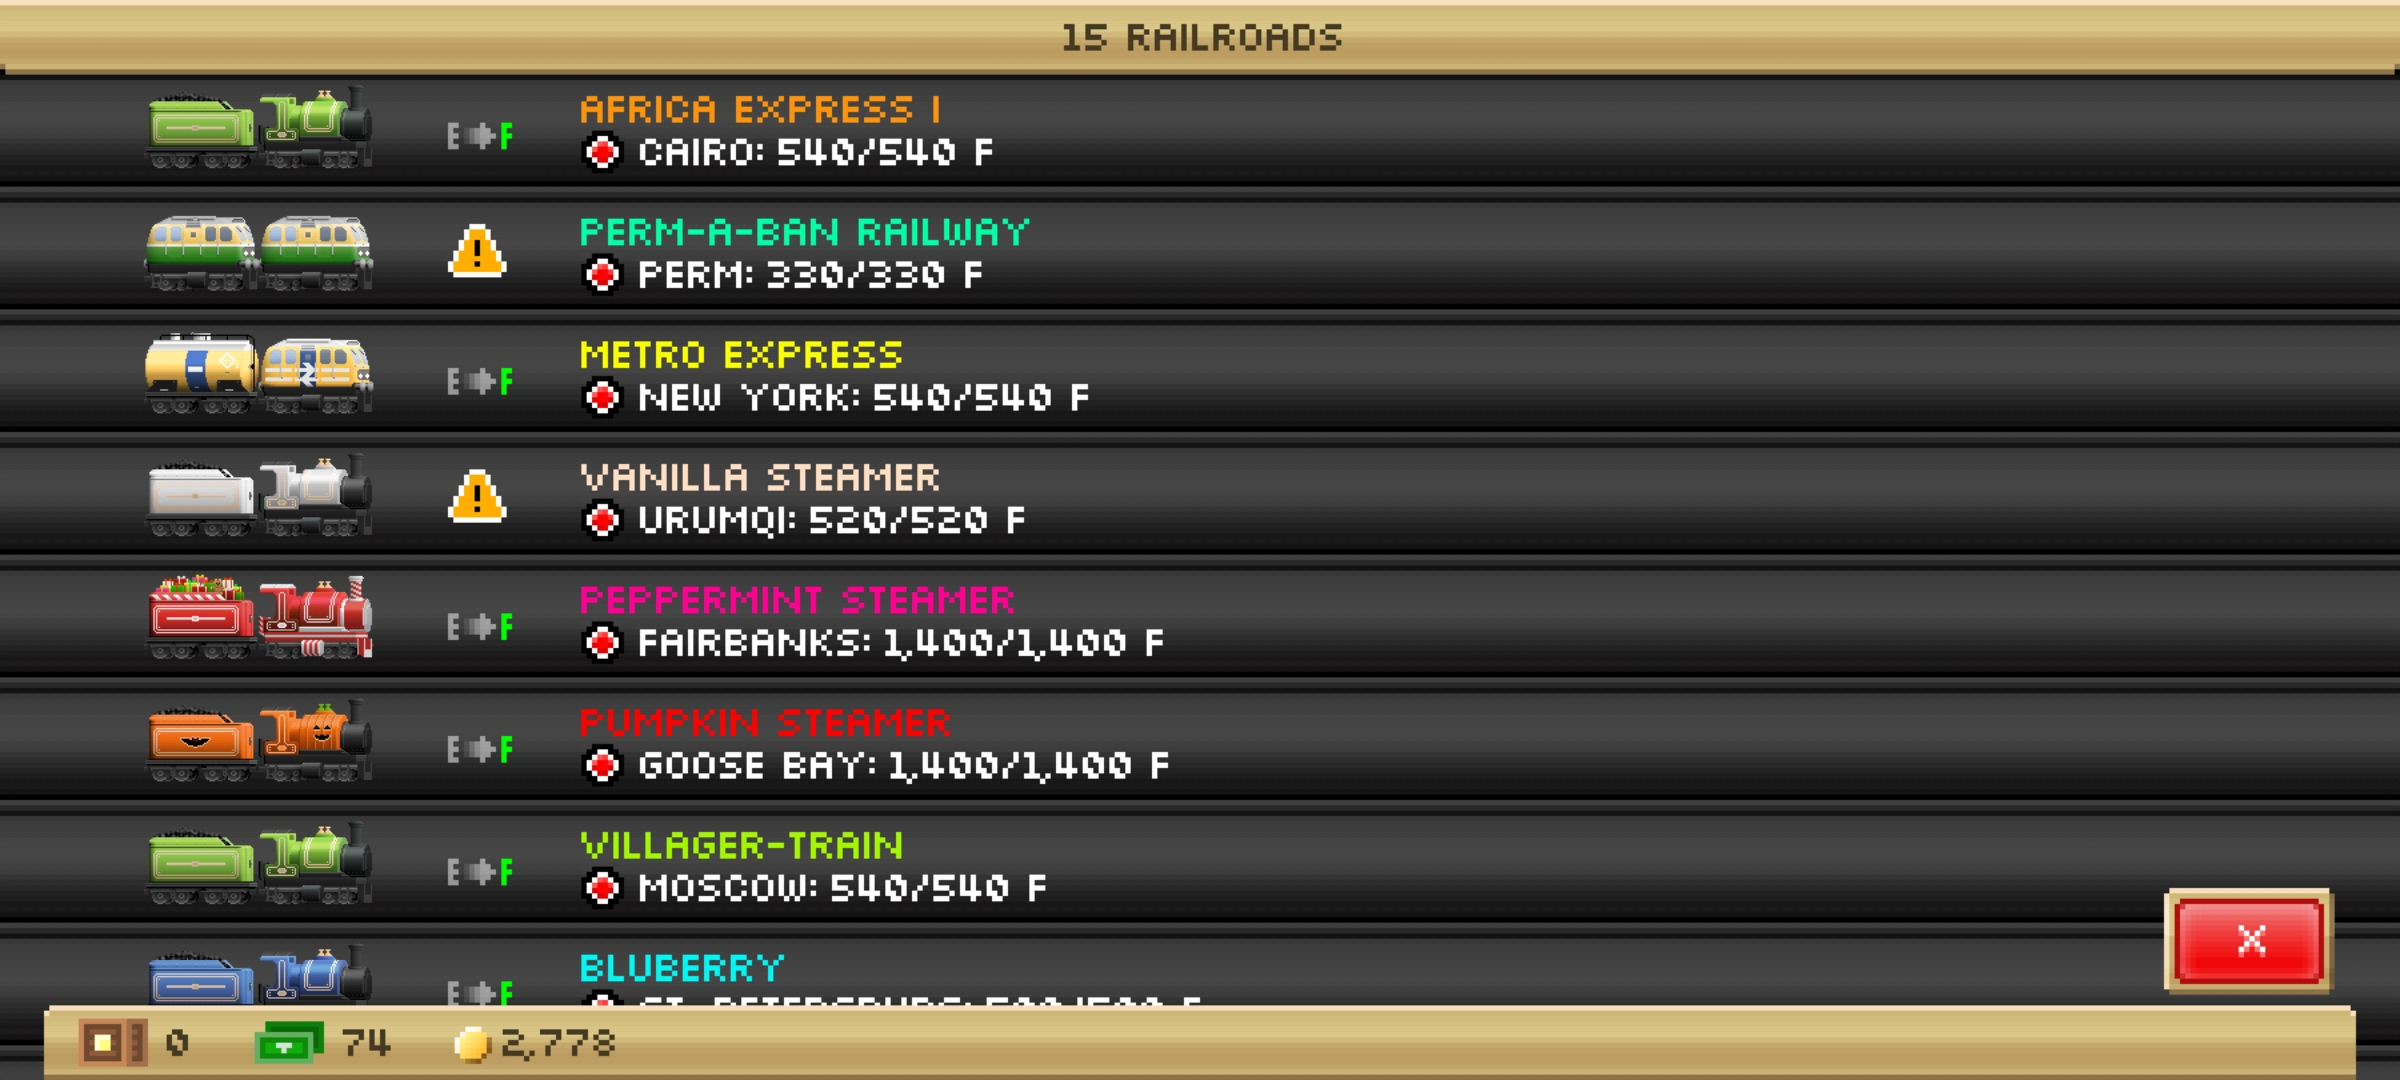 15 RAILROADS
AFRICA EXPRESS I
E F
CAIRO: 540/540 F
PERM-A-BAN RAILWAY
!
PERM: 330/330 F
METRO EXPRESS
E F
NEW YORK: 540/540 F
VANILLA STEAMER
!
URUMQI: 520/520 F
PEPPERMINT STEAMER
E F
FAIRBANKS: 1,400/1,400 F
PUMPKIN STEAMER
E F
GOOSE BAY: 1,400/1,400 F
VILLAGER-TRAIN
E F
MOSCOW: 540/540 F
BLUBERRY
E F
X
0 74 2,778